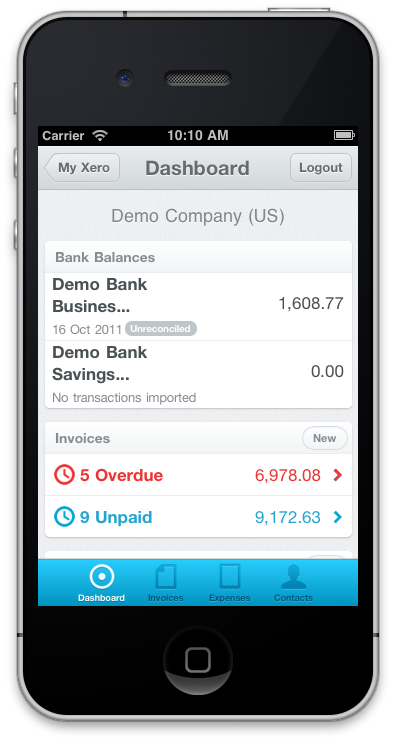 Carrier 10:10 AM
My Xero Dashboard Logout
Demo Company (US)
Bank Balances
Demo Bank
Busines... 1,608.77
16 Oct 2011 Unreconciled
Demo Bank
Savings... 0.00
No transactions imported
Invoices New
5 Overdue 6,978.08
9 Unpaid 9,172.63
Dashboard Invoices Expenses Contacts